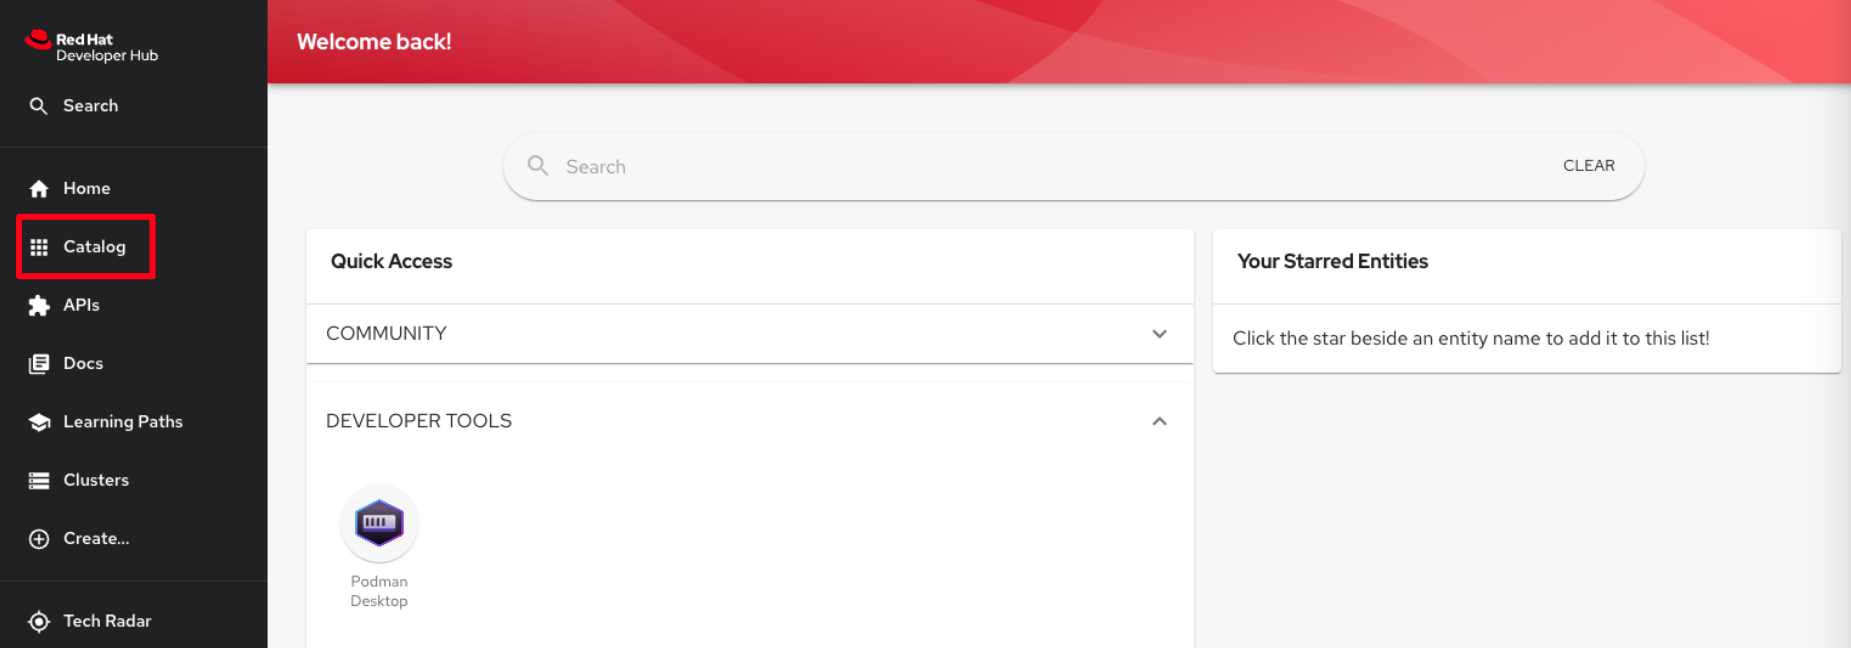 Red Hat
Developer Hub
Search
Home
Catalog
APIs
Docs
Learning Paths
Clusters
Create...
Tech Radar
Welcome back!
Search
CLEAR
Quick Access
COMMUNITY
DEVELOPER TOOLS
Podman
Desktop
Your Starred Entities
Click the star beside an entity name to add it to this list!